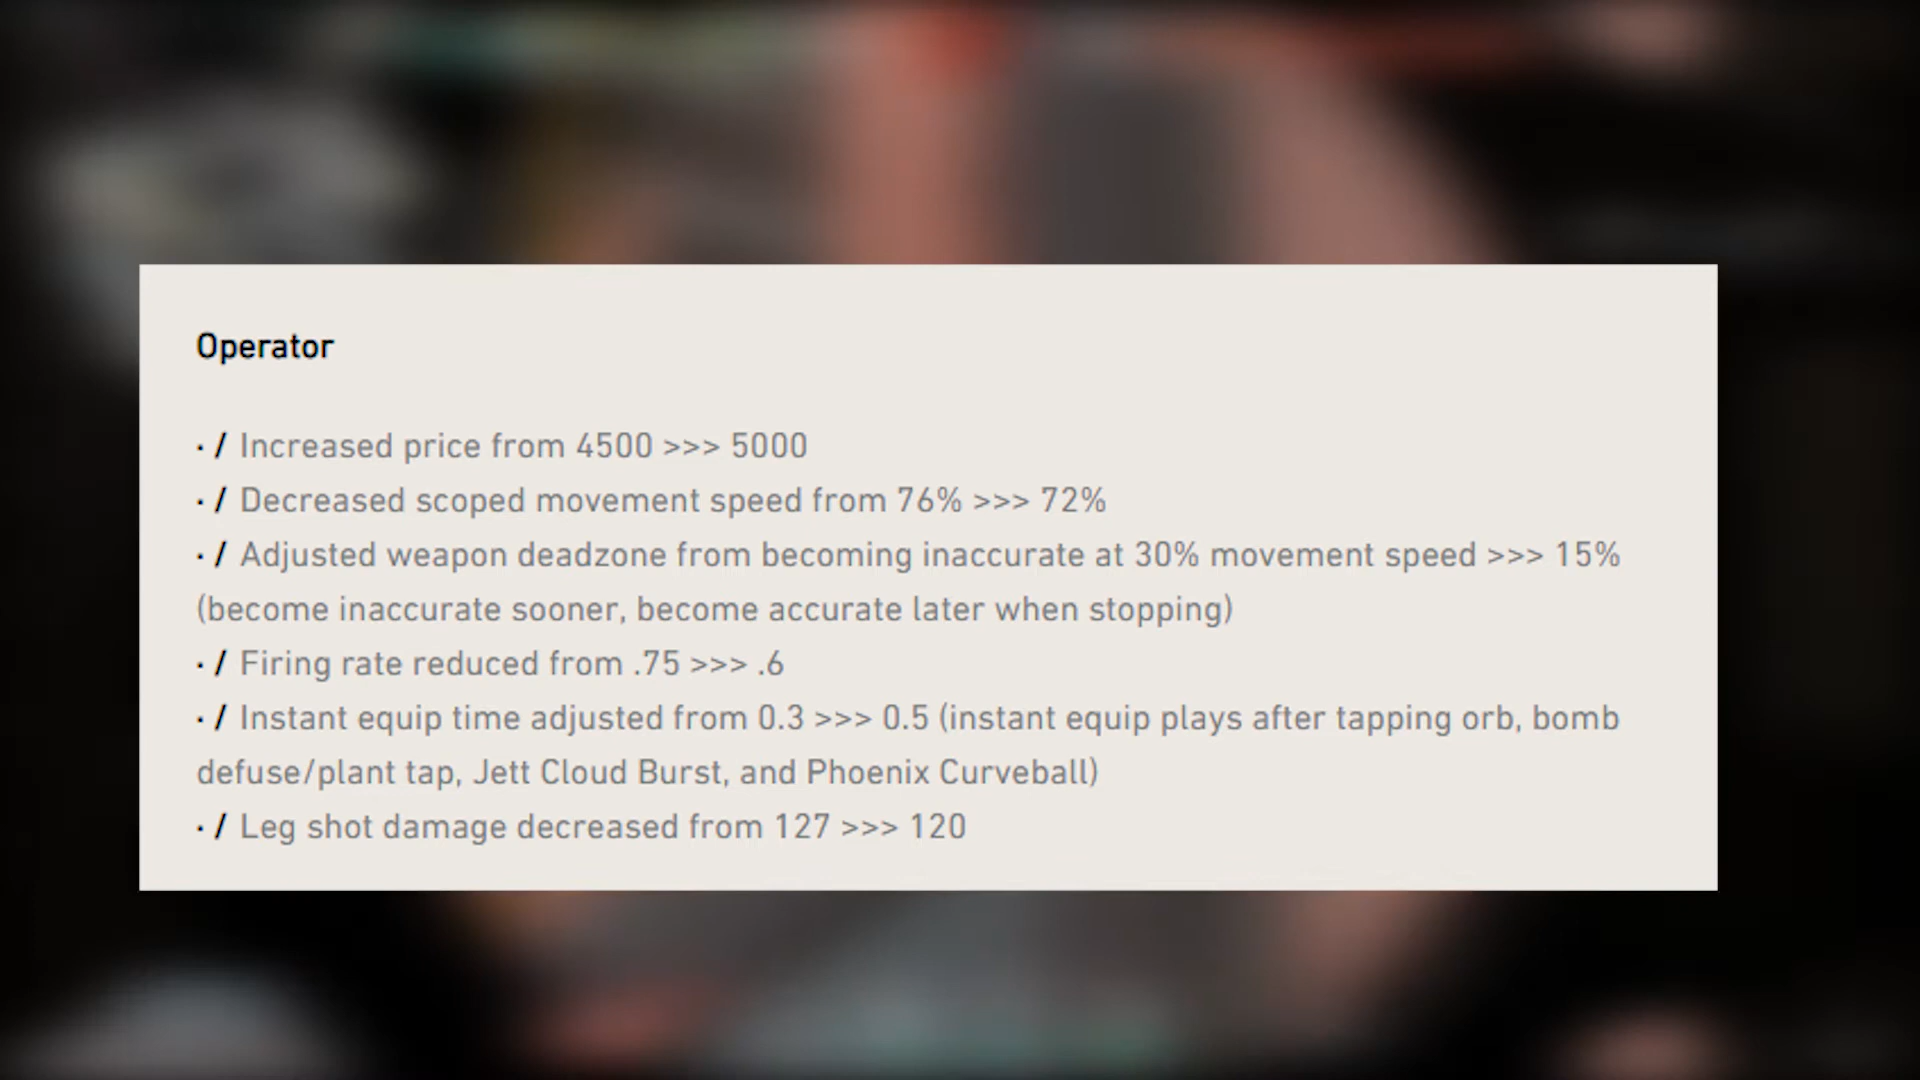 Operator
· / Increased price from 4500 >>> 5000
· / Decreased scoped movement speed from 76% >>> 72%
· / Adjusted weapon deadzone from becoming inaccurate at 30% movement speed >>> 15%
(become inaccurate sooner, become accurate later when stopping)
· / Firing rate reduced from .75 >>> .6
· / Instant equip time adjusted from 0.3 >>> 0.5 (instant equip plays after tapping orb, bomb
defuse/plant tap, Jett Cloud Burst, and Phoenix Curveball)
· / Leg shot damage decreased from 127 >>> 120